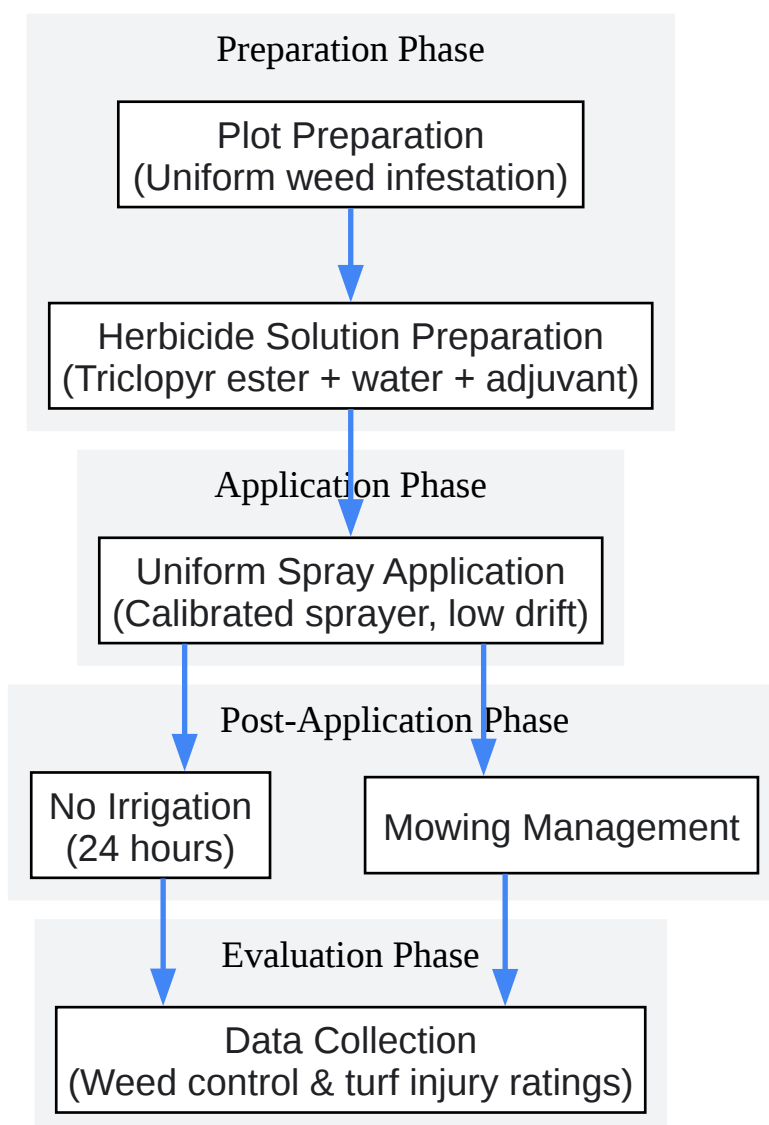 Preparation Phase
Plot Preparation
(Uniform weed infestation)
Herbicide Solution Preparation
(Triclopyr ester + water + adjuvant)
Application Phase
Uniform Spray Application
(Calibrated sprayer, low drift)
Post-Application Phase
No Irrigation
(24 hours)
Mowing Management
Evaluation Phase
Data Collection
(Weed control & turf injury ratings)